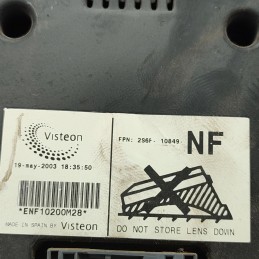 Visteon
FPN: 2S6F- 10849- NF
19-may-2003 18:35:50
*ENF10200M28*
MADE IN SPAIN BY Visteon
DO NOT STORE LENS DOWN